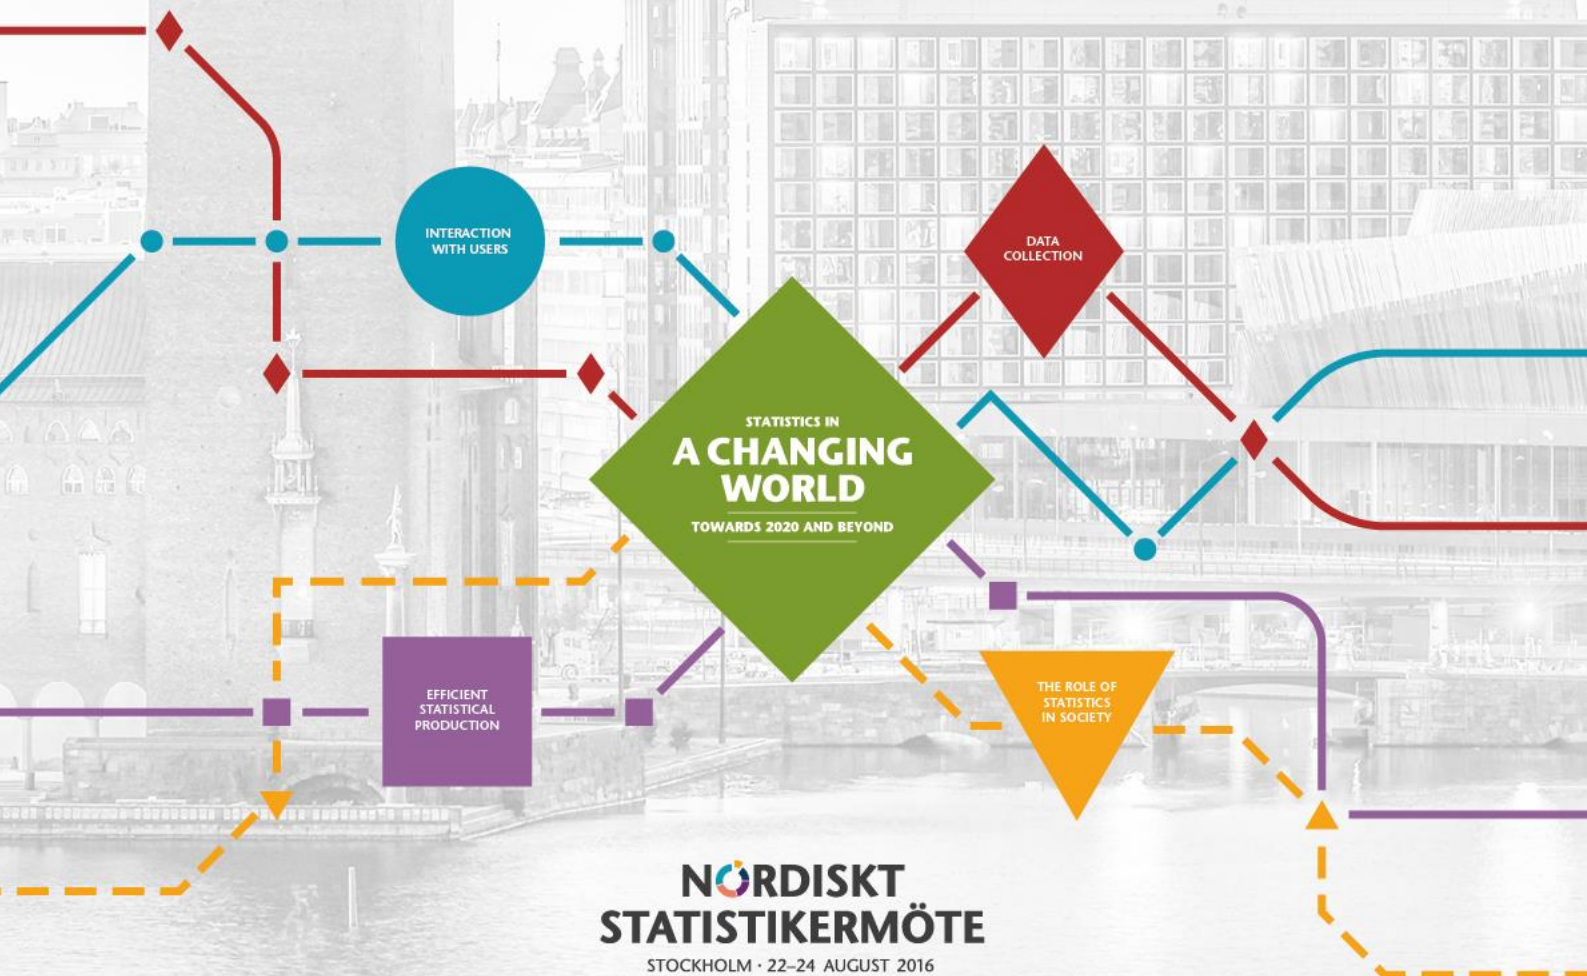 INTERACTION
WITH USERS
DATA
COLLECTION
STATISTICS IN
A CHANGING
WORLD
TOWARDS 2020 AND BEYOND
EFFICIENT
STATISTICAL
PRODUCTION
THE ROLE OF
STATISTICS
IN SOCIETY
NORDISKT
STATISTIKERMÖTE
STOCKHOLM · 22–24 AUGUST 2016